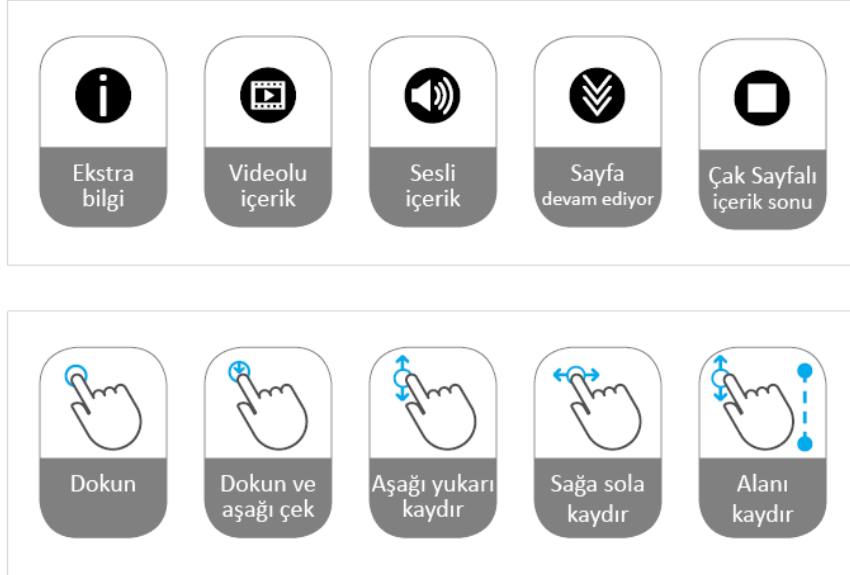 Ekstra
bilgi
Videolu
içerik
Sesli
içerik
Sayfa
devam ediyor
Çak Sayfalı
içerik sonu
Dokun
Dokun ve
aşağı çek
Aşağı yukarı
kaydır
Sağa sola
kaydır
Alanı
kaydır